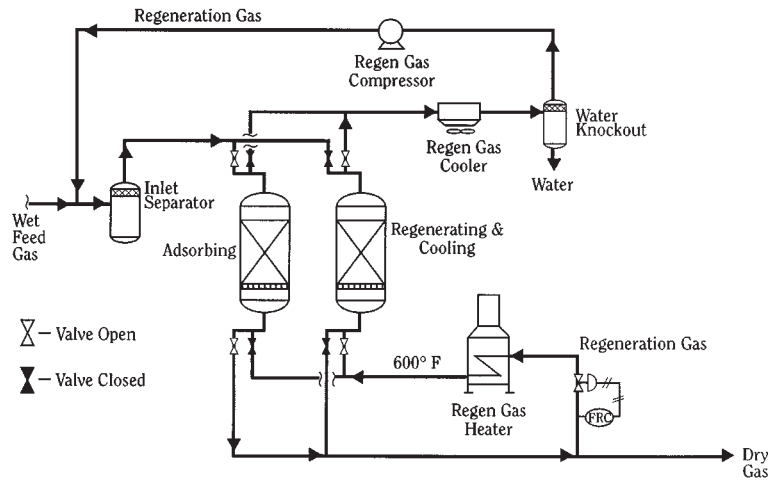 Regeneration Gas
Regen Gas
Compressor
Water
Knockout
Regen Gas
Cooler
Water
Inlet
Separator
Wet
Feed
Gas
Adsorbing
Regenerating &
Cooling
– Valve Open
– Valve Closed
600° F
Regeneration Gas
Regen Gas
Heater
FRC
Dry
Gas